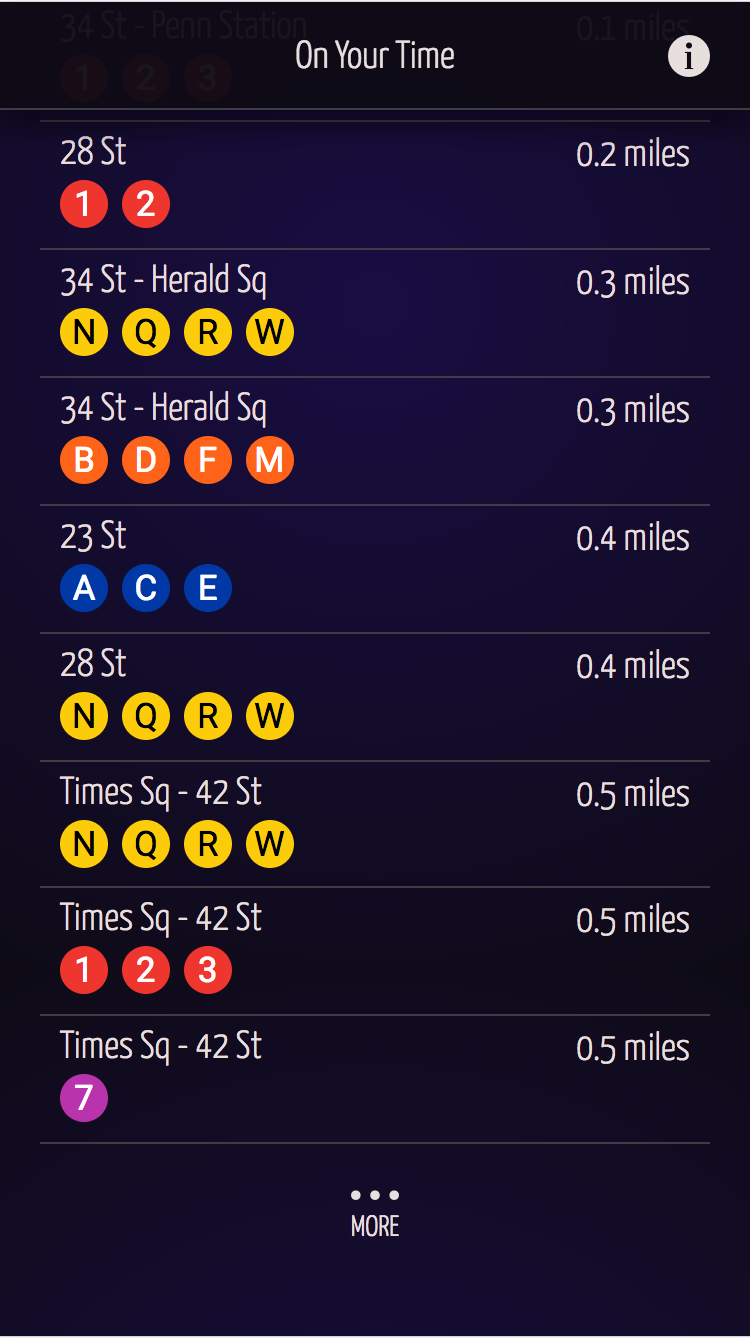 34 St - Penn Station 0.1 miles
On Your Time i
1 2 3
28 St 0.2 miles
1 2
34 St - Herald Sq 0.3 miles
N Q R W
34 St - Herald Sq 0.3 miles
B D F M
23 St 0.4 miles
A C E
28 St 0.4 miles
N Q R W
Times Sq - 42 St 0.5 miles
N Q R W
Times Sq - 42 St 0.5 miles
1 2 3
Times Sq - 42 St 0.5 miles
7
MORE